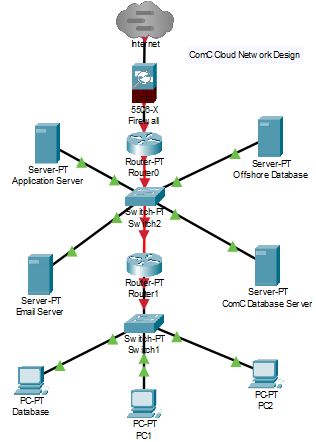 Internet
ComC Cloud Network Design
5506-X
Firewall
Server-PT
Application Server
Router-PT
Router0
Server-PT
Offshore Database
Switch-PT
Switch2
Server-PT
Email Server
Router-PT
Router1
Server-PT
ComC Database Server
Switch-PT
Switch1
PC-PT
Database
PC-PT
PC1
PC-PT
PC2